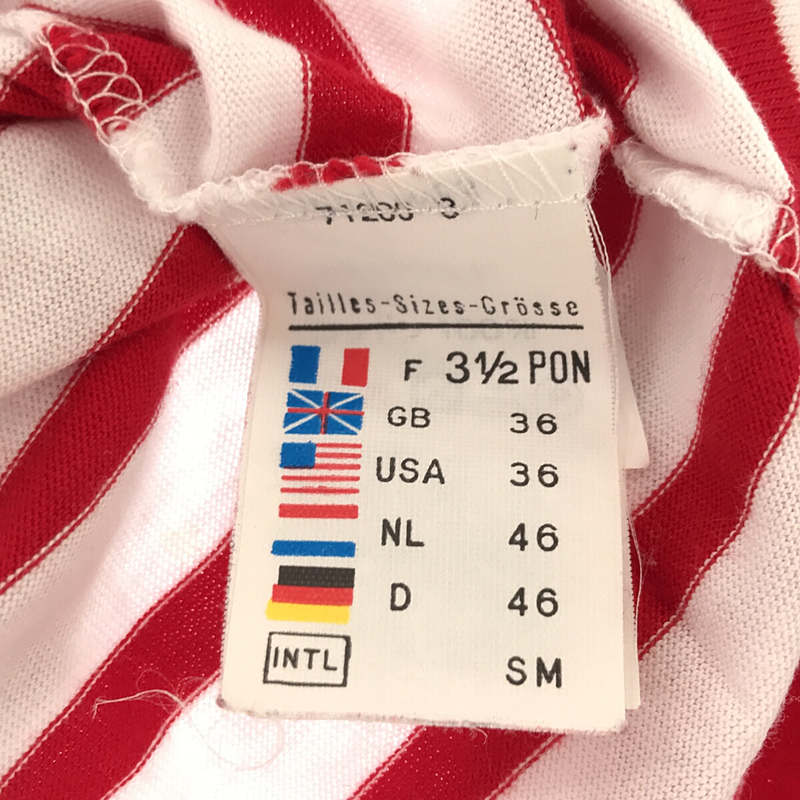 Tailles-Sizes-Grösse
F 3½ PON
GB 36
USA 36
NL 46
D 46
INTL SM